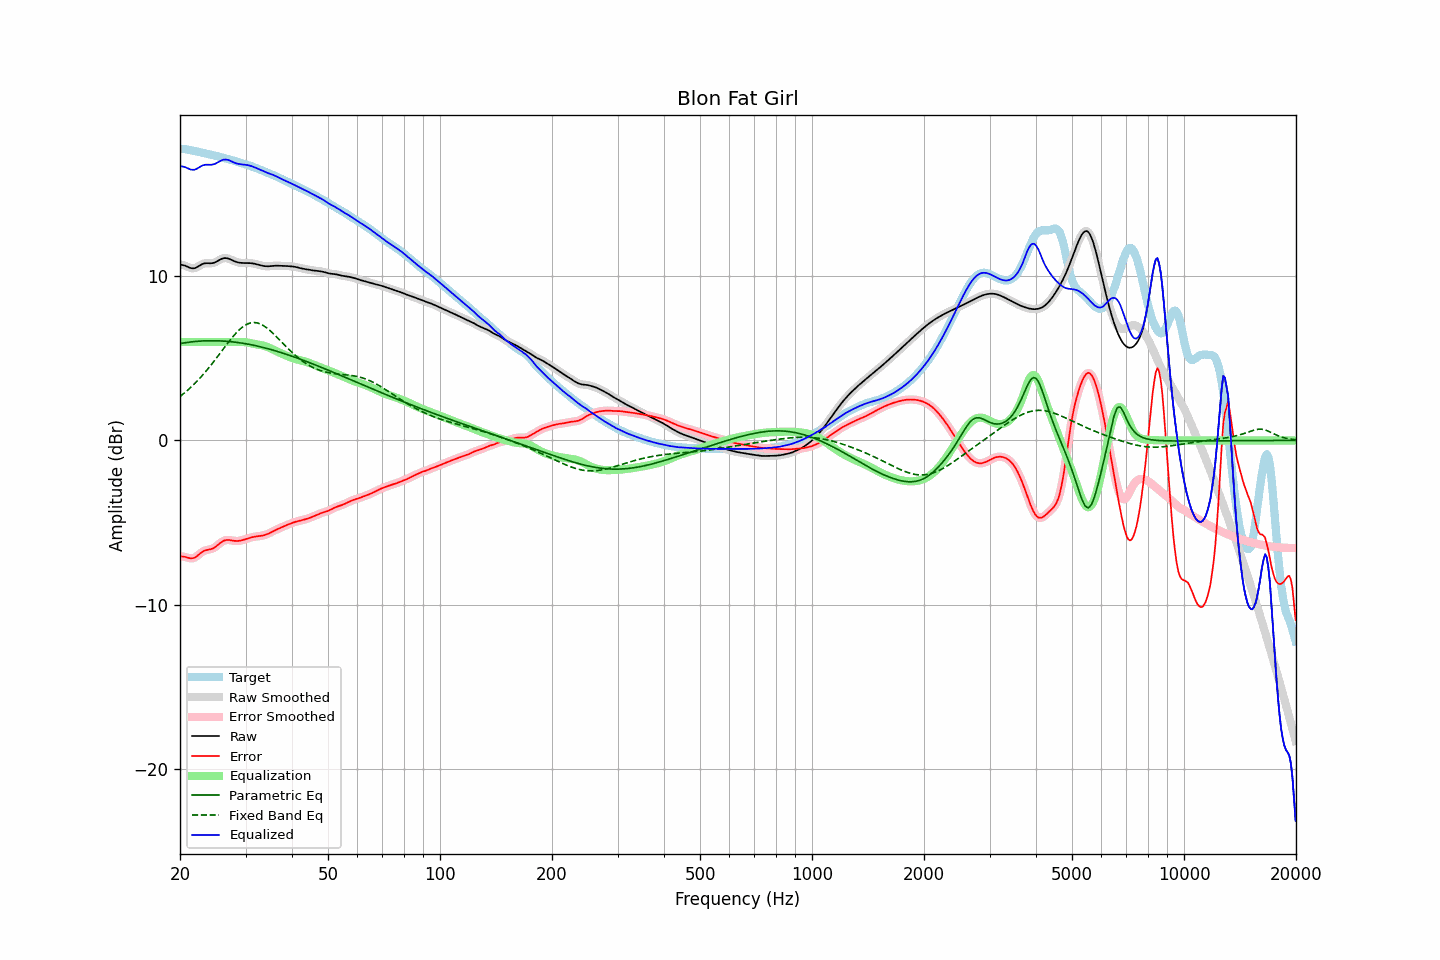 Blon Fat Girl
Amplitude (dBr)
10
0
−10
−20
Target
Raw Smoothed
Error Smoothed
Raw
Error
Equalization
Parametric Eq
Fixed Band Eq
Equalized
20 50 100 200 500 1000 2000 5000 10000 20000
Frequency (Hz)